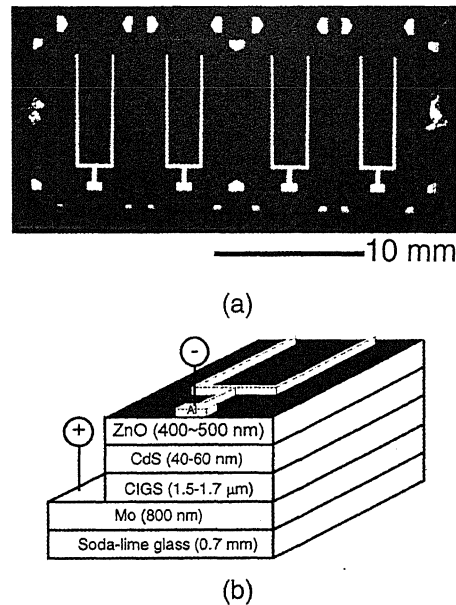 10 mm
(a)
-
Al
+
ZnO (400~500 nm)
CdS (40-60 nm)
CIGS (1.5-1.7 μm)
Mo (800 nm)
Soda-lime glass (0.7 mm)
(b)